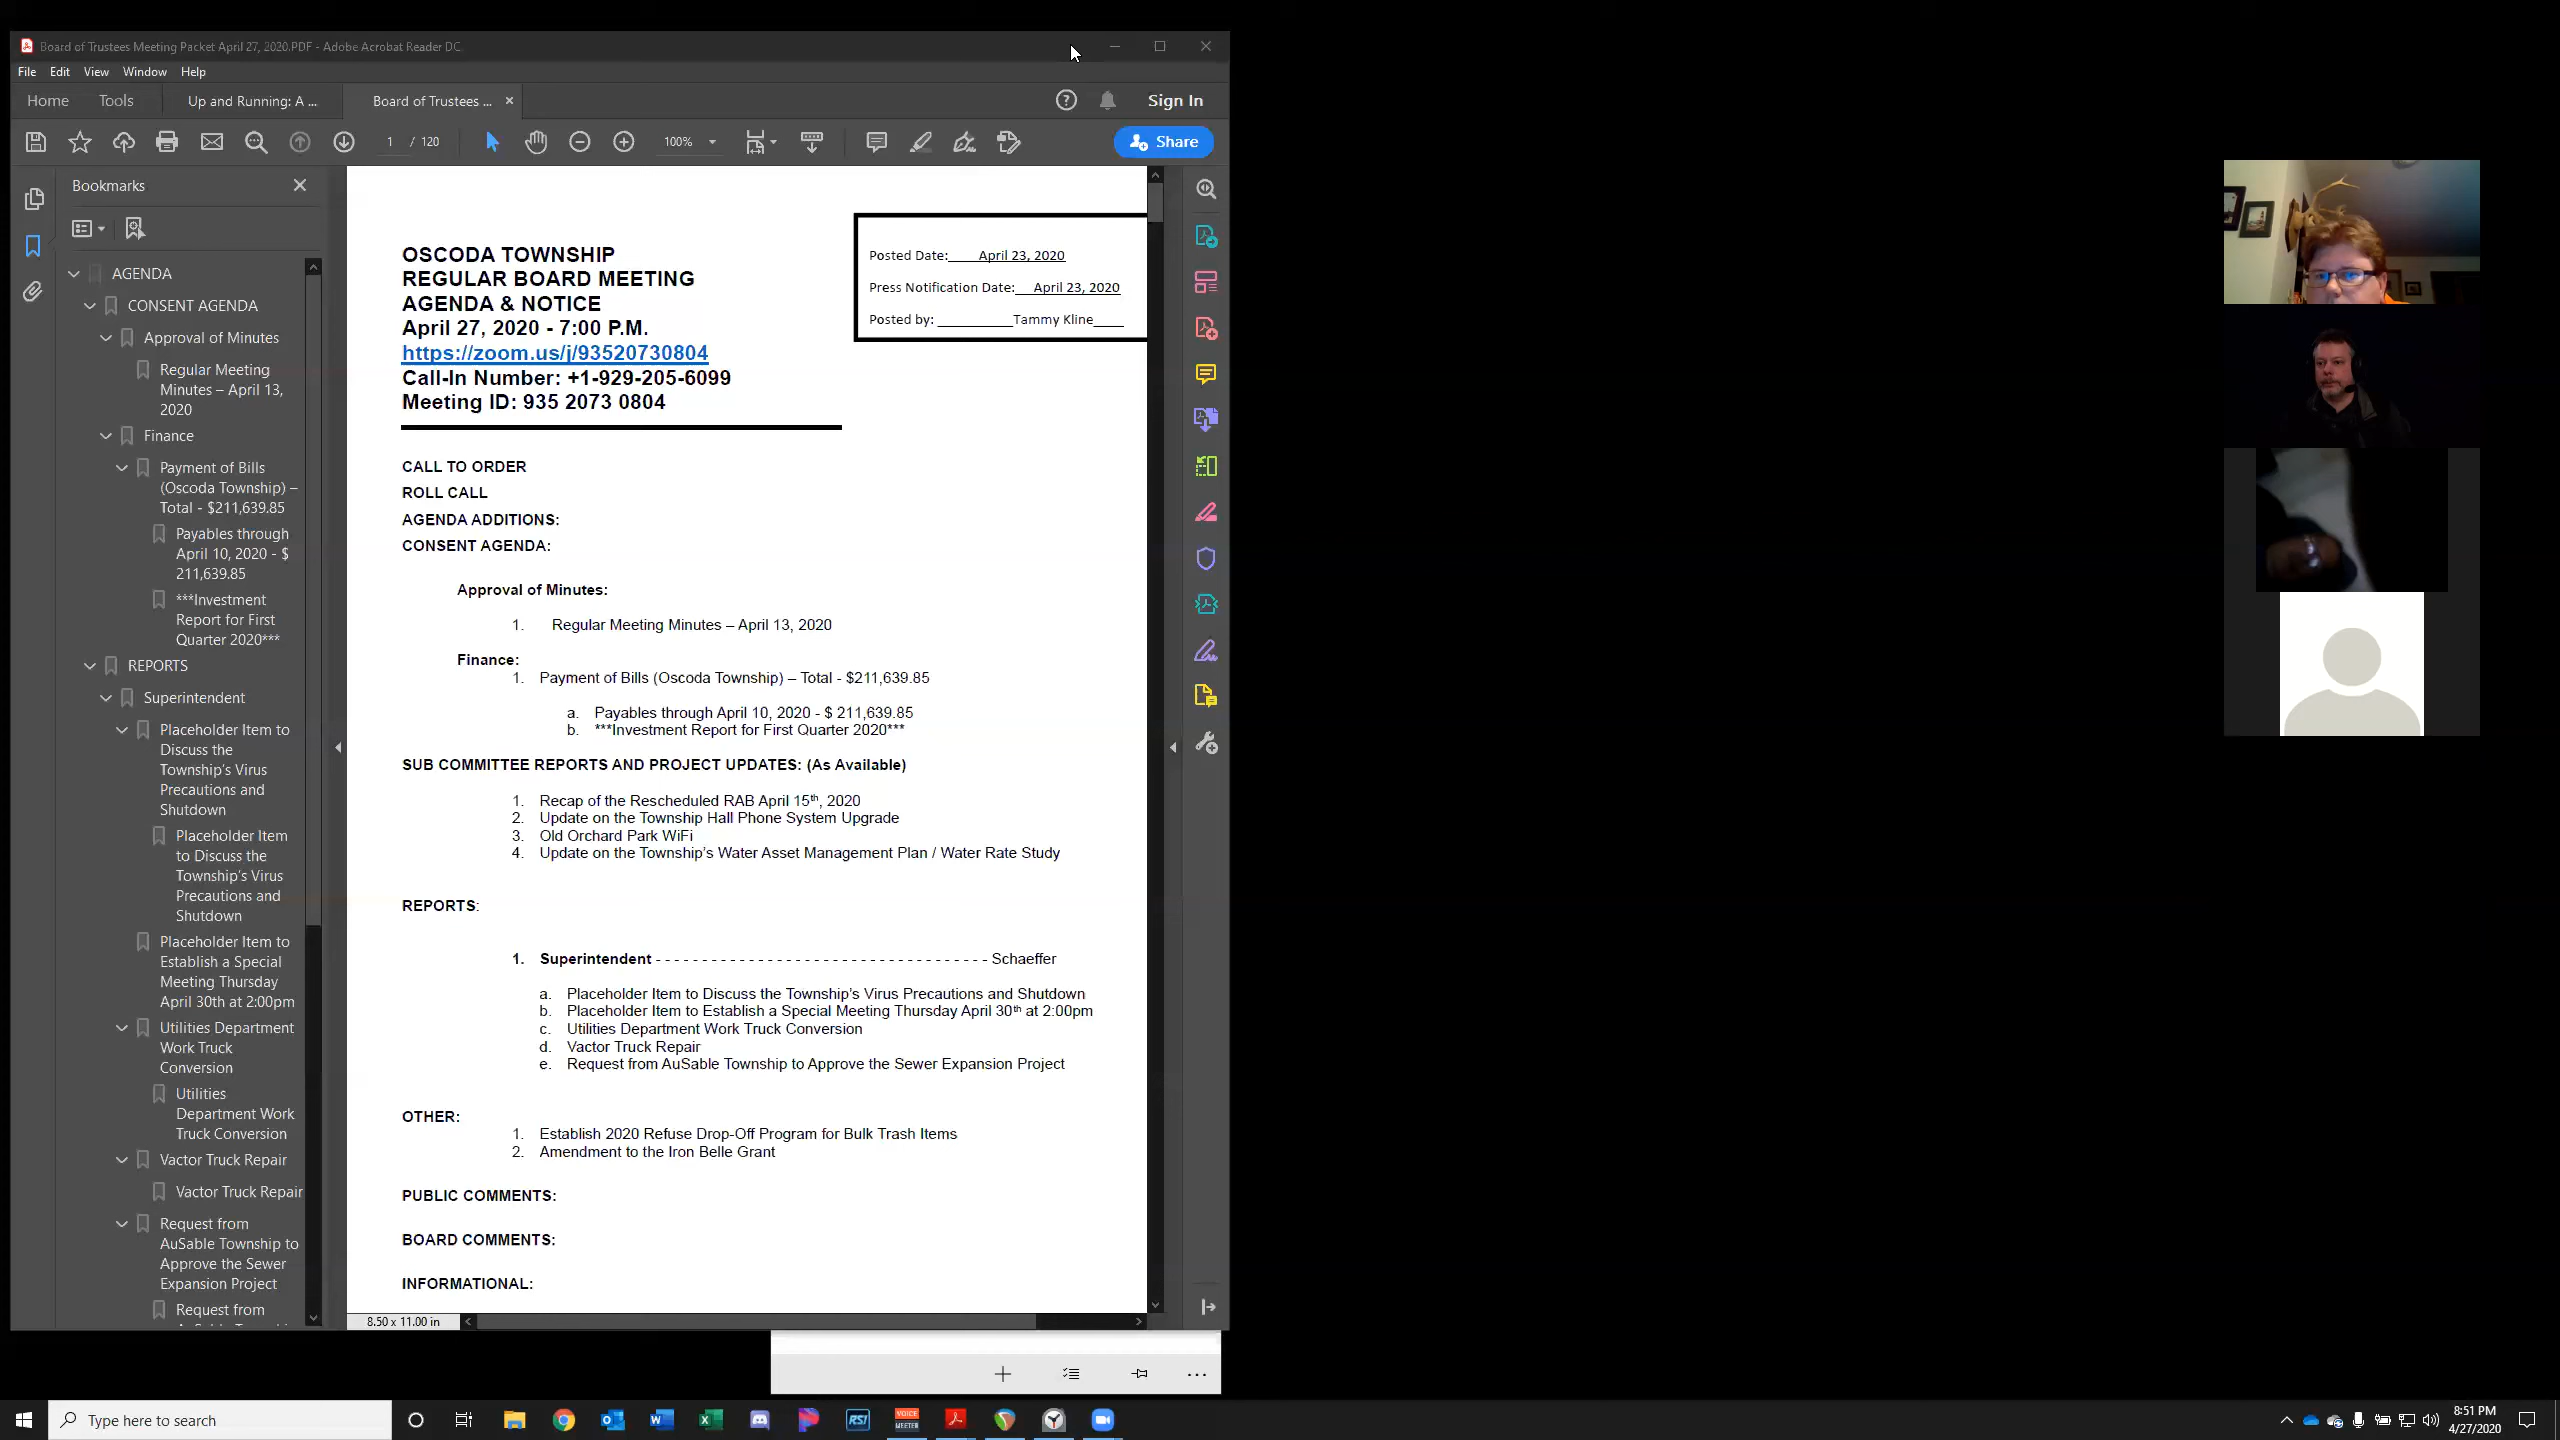 Board of Trustees Meeting Packet April 27, 2020.PDF - Adobe Acrobat Reader DC
File Edit View Window Help
Home Tools Up and Running: A ... Board of Trustees ... Sign In
1 / 120 100% Share
Bookmarks
AGENDA
CONSENT AGENDA
Approval of Minutes
Regular Meeting
Minutes – April 13,
2020
Finance
Payment of Bills
(Oscoda Township) –
Total - $211,639.85
Payables through
April 10, 2020 - $
211,639.85
***Investment
Report for First
Quarter 2020***
REPORTS
Superintendent
Placeholder Item to
Discuss the
Township's Virus
Precautions and
Shutdown
Placeholder Item
to Discuss the
Township's Virus
Precautions and
Shutdown
Placeholder Item to
Establish a Special
Meeting Thursday
April 30th at 2:00pm
Utilities Department
Work Truck
Conversion
Utilities
Department Work
Truck Conversion
Vactor Truck Repair
Vactor Truck Repair
Request from
AuSable Township to
Approve the Sewer
Expansion Project
Request from
OSCODA TOWNSHIP
REGULAR BOARD MEETING
AGENDA & NOTICE
April 27, 2020 - 7:00 P.M.
https://zoom.us/j/93520730804
Call-In Number: +1-929-205-6099
Meeting ID: 935 2073 0804
Posted Date: April 23, 2020
Press Notification Date: April 23, 2020
Posted by: Tammy Kline
CALL TO ORDER
ROLL CALL
AGENDA ADDITIONS:
CONSENT AGENDA:
Approval of Minutes:
1. Regular Meeting Minutes – April 13, 2020
Finance:
1. Payment of Bills (Oscoda Township) – Total - $211,639.85
a. Payables through April 10, 2020 - $ 211,639.85
b. ***Investment Report for First Quarter 2020***
SUB COMMITTEE REPORTS AND PROJECT UPDATES: (As Available)
1. Recap of the Rescheduled RAB April 15th, 2020
2. Update on the Township Hall Phone System Upgrade
3. Old Orchard Park WiFi
4. Update on the Township's Water Asset Management Plan / Water Rate Study
REPORTS:
1. Superintendent - - - - - - - - - - - - - - - - - - - - - - - - - - - - - - - - - - - - Schaeffer
a. Placeholder Item to Discuss the Township's Virus Precautions and Shutdown
b. Placeholder Item to Establish a Special Meeting Thursday April 30th at 2:00pm
c. Utilities Department Work Truck Conversion
d. Vactor Truck Repair
e. Request from AuSable Township to Approve the Sewer Expansion Project
OTHER:
1. Establish 2020 Refuse Drop-Off Program for Bulk Trash Items
2. Amendment to the Iron Belle Grant
PUBLIC COMMENTS:
BOARD COMMENTS:
INFORMATIONAL:
8.50 x 11.00 in
Type here to search
RSI
VOICE
MEETER
8:51 PM
4/27/2020